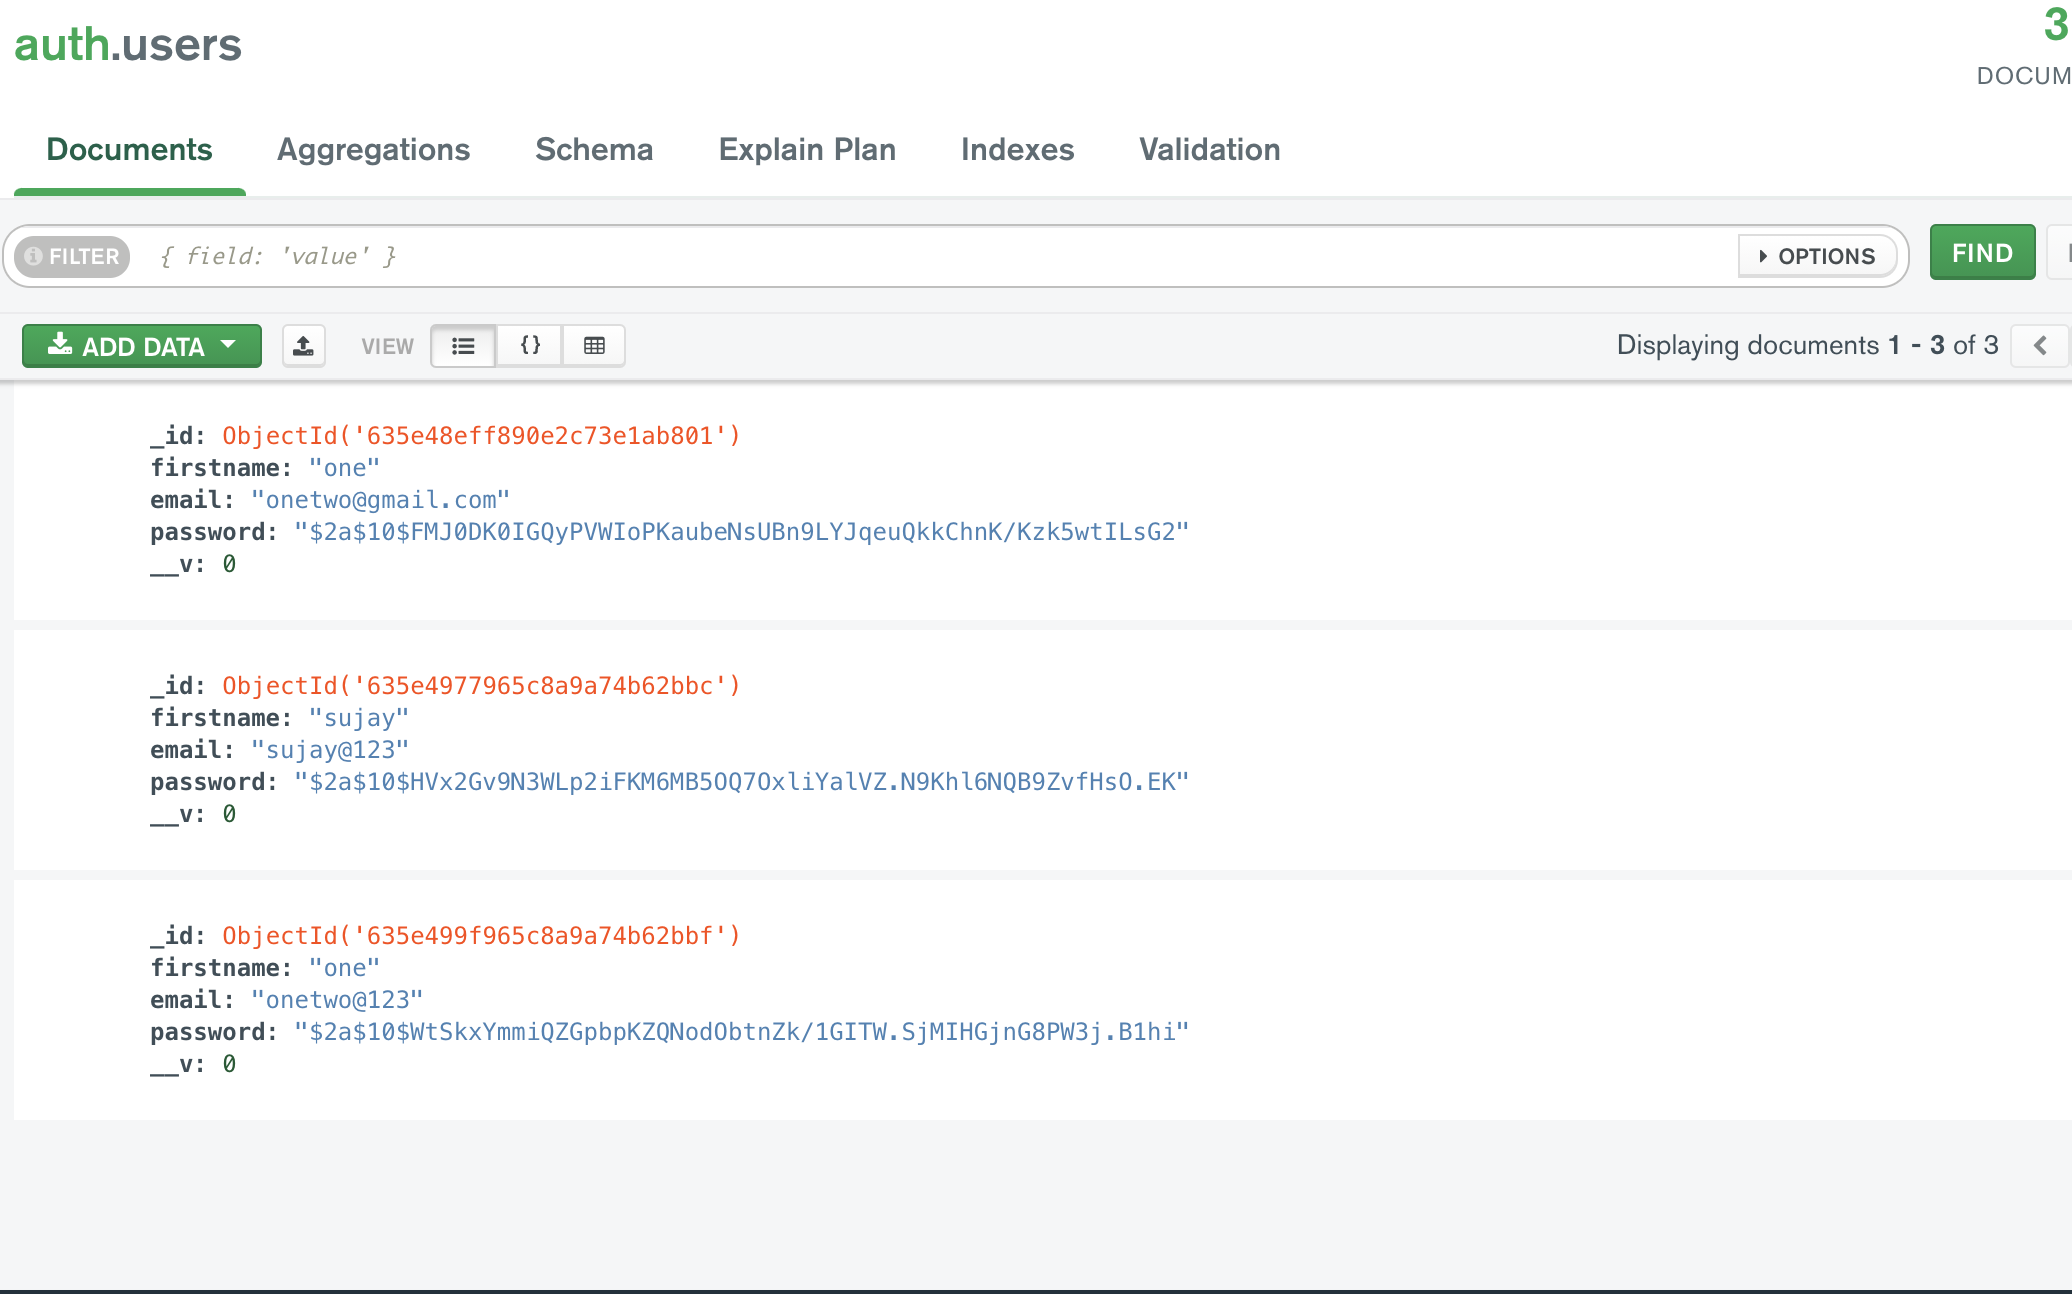 auth.users
3
DOCUM
Documents Aggregations Schema Explain Plan Indexes Validation
FILTER { field: 'value' } OPTIONS FIND
ADD DATA VIEW {} Displaying documents 1 - 3 of 3
_id: ObjectId('635e48eff890e2c73e1ab801')
firstname: "one"
email: "onetwo@gmail.com"
password: "$2a$10$FMJ0DK0IGQyPVWIoPKaubeNsUBn9LYJqeuQkkChnK/Kzk5wtILsG2"
__v: 0
_id: ObjectId('635e4977965c8a9a74b62bbc')
firstname: "sujay"
email: "sujay@123"
password: "$2a$10$HVx2Gv9N3WLp2iFKM6MB5OQ7OxliYalVZ.N9Khl6NQB9ZvfHsO.EK"
__v: 0
_id: ObjectId('635e499f965c8a9a74b62bbf')
firstname: "one"
email: "onetwo@123"
password: "$2a$10$WtSkxYmmiQZGpbpKZQNodObtnZk/1GITW.SjMIHGjnG8PW3j.B1hi"
__v: 0